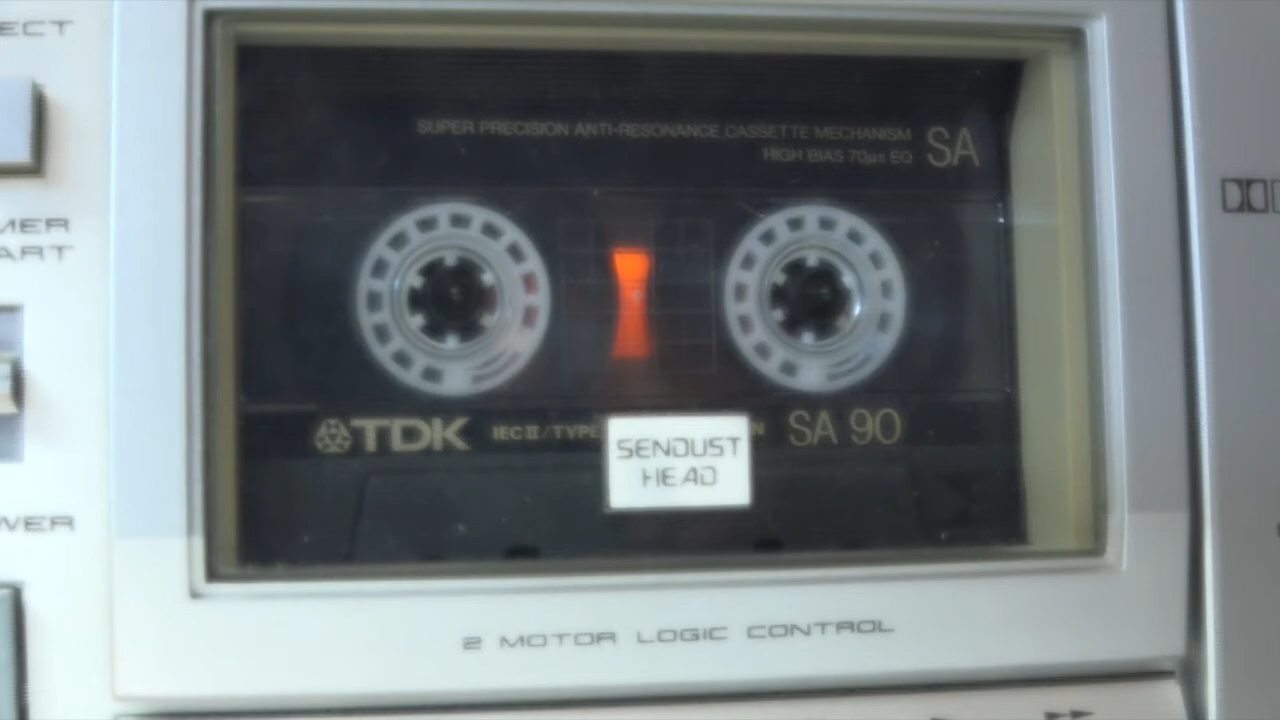 ECT
SUPER PRECISION ANTI-RESONANCE CASSETTE MECHANISM
HIGH BIAS 70µs EQ
SA
MER
ART
TDK
IEC II/TYPE
N
SA 90
SENDUST
HEAD
WER
2 MOTOR LOGIC CONTROL